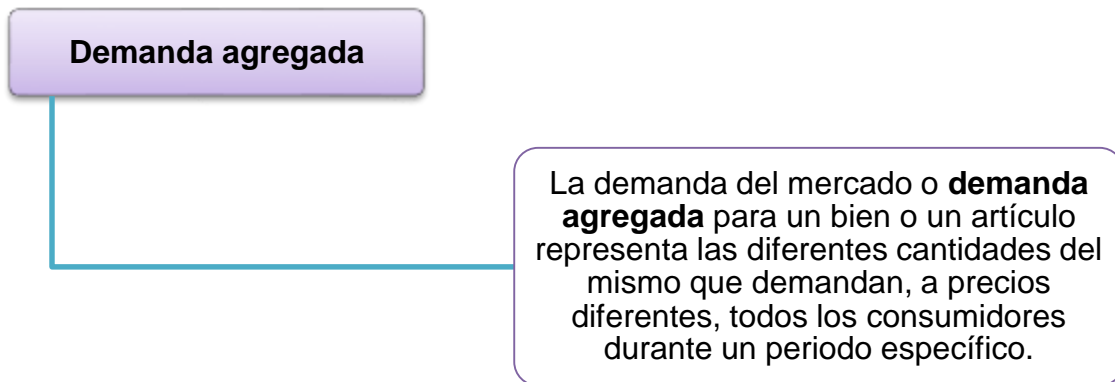 Demanda agregada
La demanda del mercado o demanda
agregada para un bien o un artículo
representa las diferentes cantidades del
mismo que demandan, a precios
diferentes, todos los consumidores
durante un periodo específico.